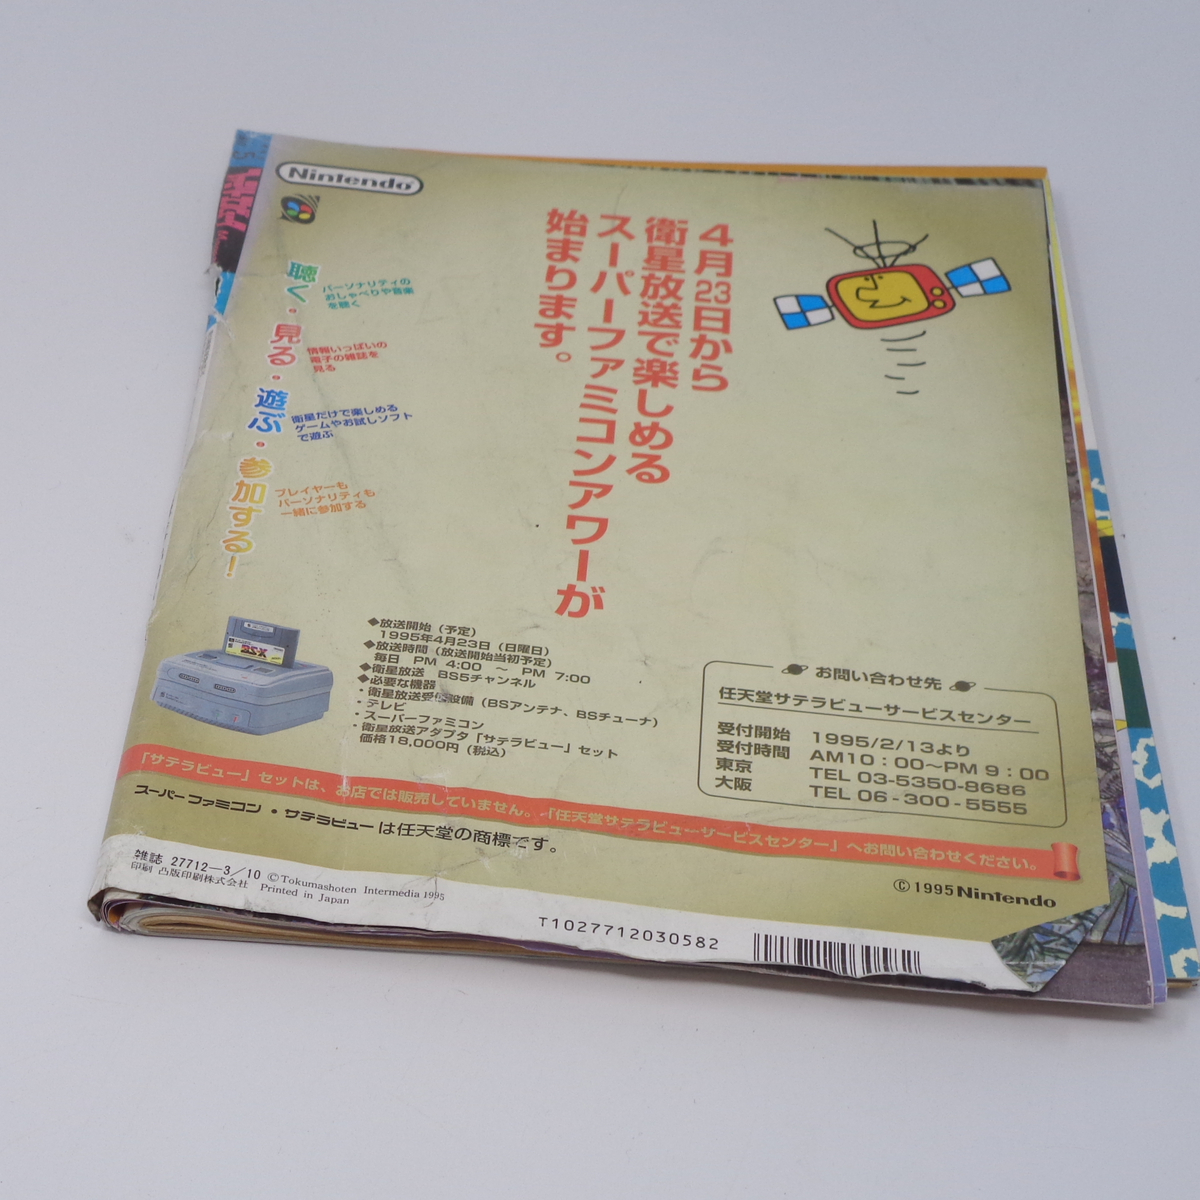 Nintendo
4月23日から
衛星放送で楽しめる
スーパーファミコンアワーが
始まります。
聴く・見る・遊ぶ・参加する!
パーソナリティの
おしゃべりや音楽
を聴く
情報いっぱいの
電子の雑誌を
見る
衛星だけで楽しめる
ゲームやお試しソフト
で遊ぶ
プレイヤーも
パーソナリティも
一緒に参加する
◆放送開始(予定)
1995年4月23日(日曜日)
◆放送時間(放送開始当初予定)
毎日 PM 4:00 ～ PM 7:00
◆衛星放送 BS5チャンネル
◆必要な機器
・衛星放送受信設備(BSアンテナ、BSチューナ)
・テレビ
・スーパーファミコン
・衛星放送アダプタ「サテラビュー」セット
価格18,000円(税込)
お問い合わせ先
任天堂サテラビューサービスセンター
受付開始 1995/2/13より
受付時間 AM10:00～PM 9:00
東京 TEL 03-5350-8686
大阪 TEL 06-300-5555
「サテラビュー」セットは、お店では販売していません。「任天堂サテラビューサービスセンター」へお問い合わせください。
スーパーファミコン・サテラビューは任天堂の商標です。
©1995 Nintendo
雑誌 27712-3/10 ©Tokumashoten Intermedia 1995
印刷 凸版印刷株式会社 Printed in Japan
T1027712030582